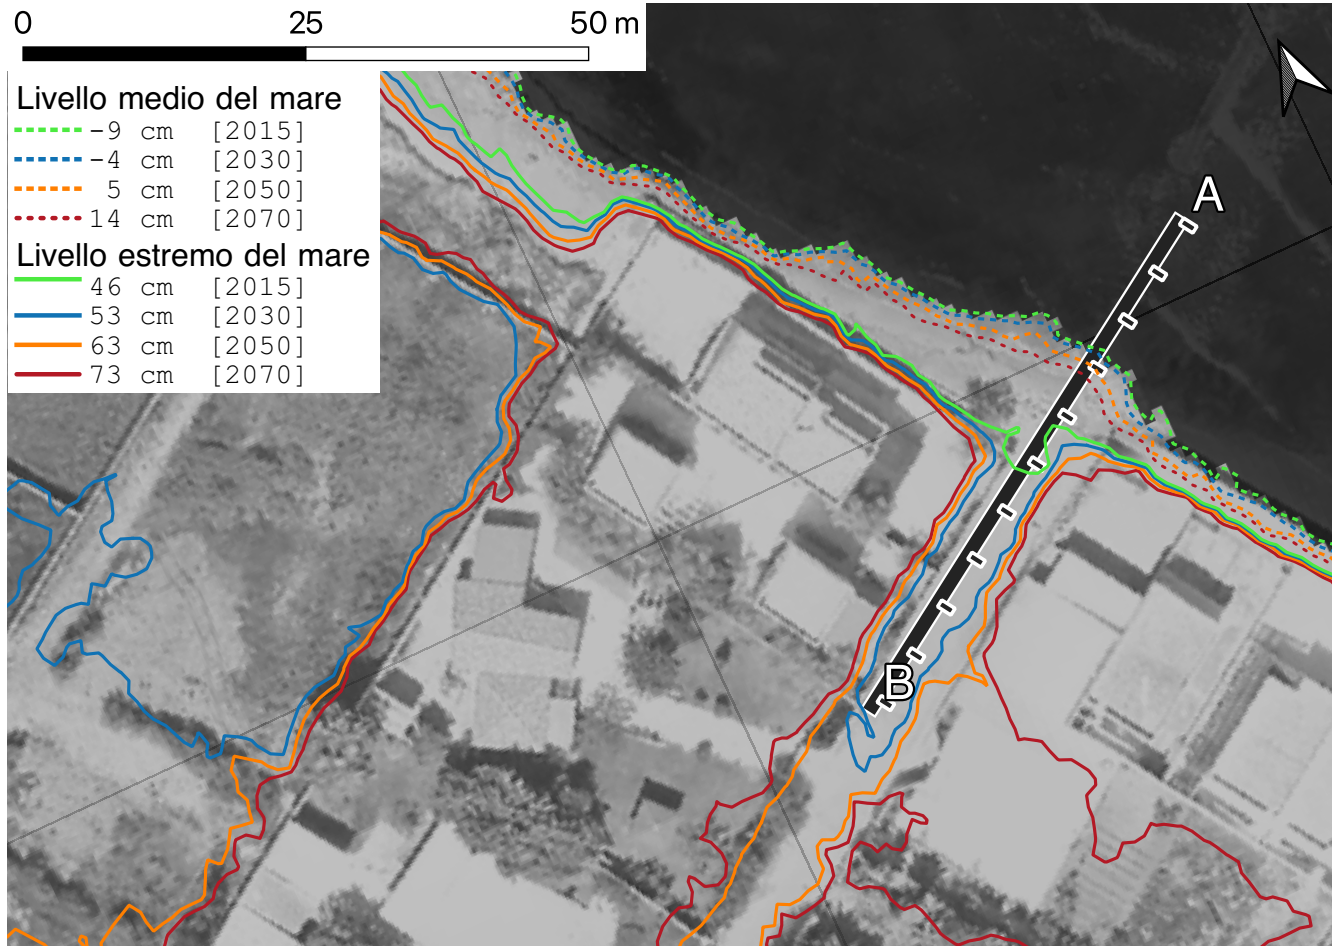 0 25 50 m
Livello medio del mare
-9 cm [2015]
-4 cm [2030]
5 cm [2050]
14 cm [2070]
Livello estremo del mare
46 cm [2015]
53 cm [2030]
63 cm [2050]
73 cm [2070]
A
B